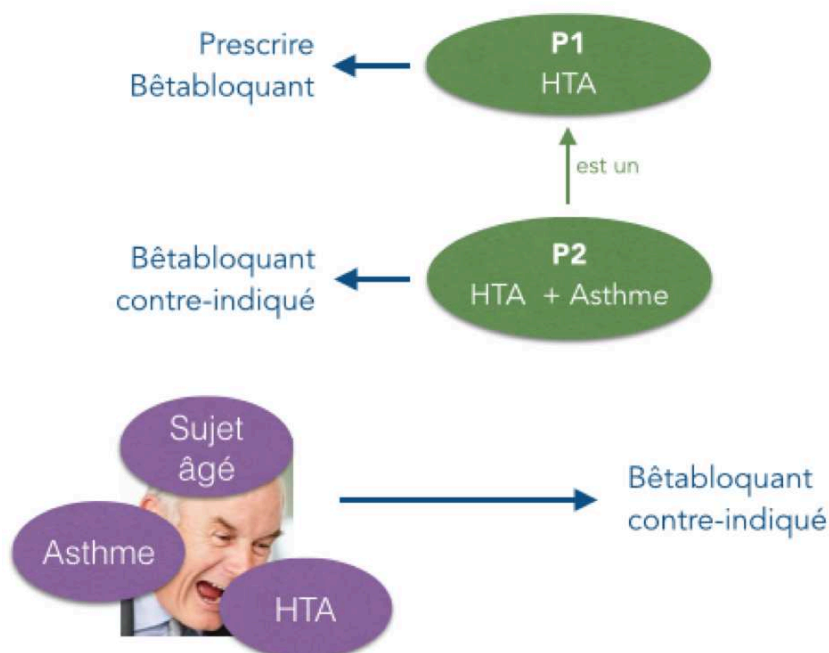 Prescrire
Bêtabloquant
P1
HTA
est un
Bêtabloquant
contre-indiqué
P2
HTA + Asthme
Sujet
âgé
Asthme
HTA
Bêtabloquant
contre-indiqué